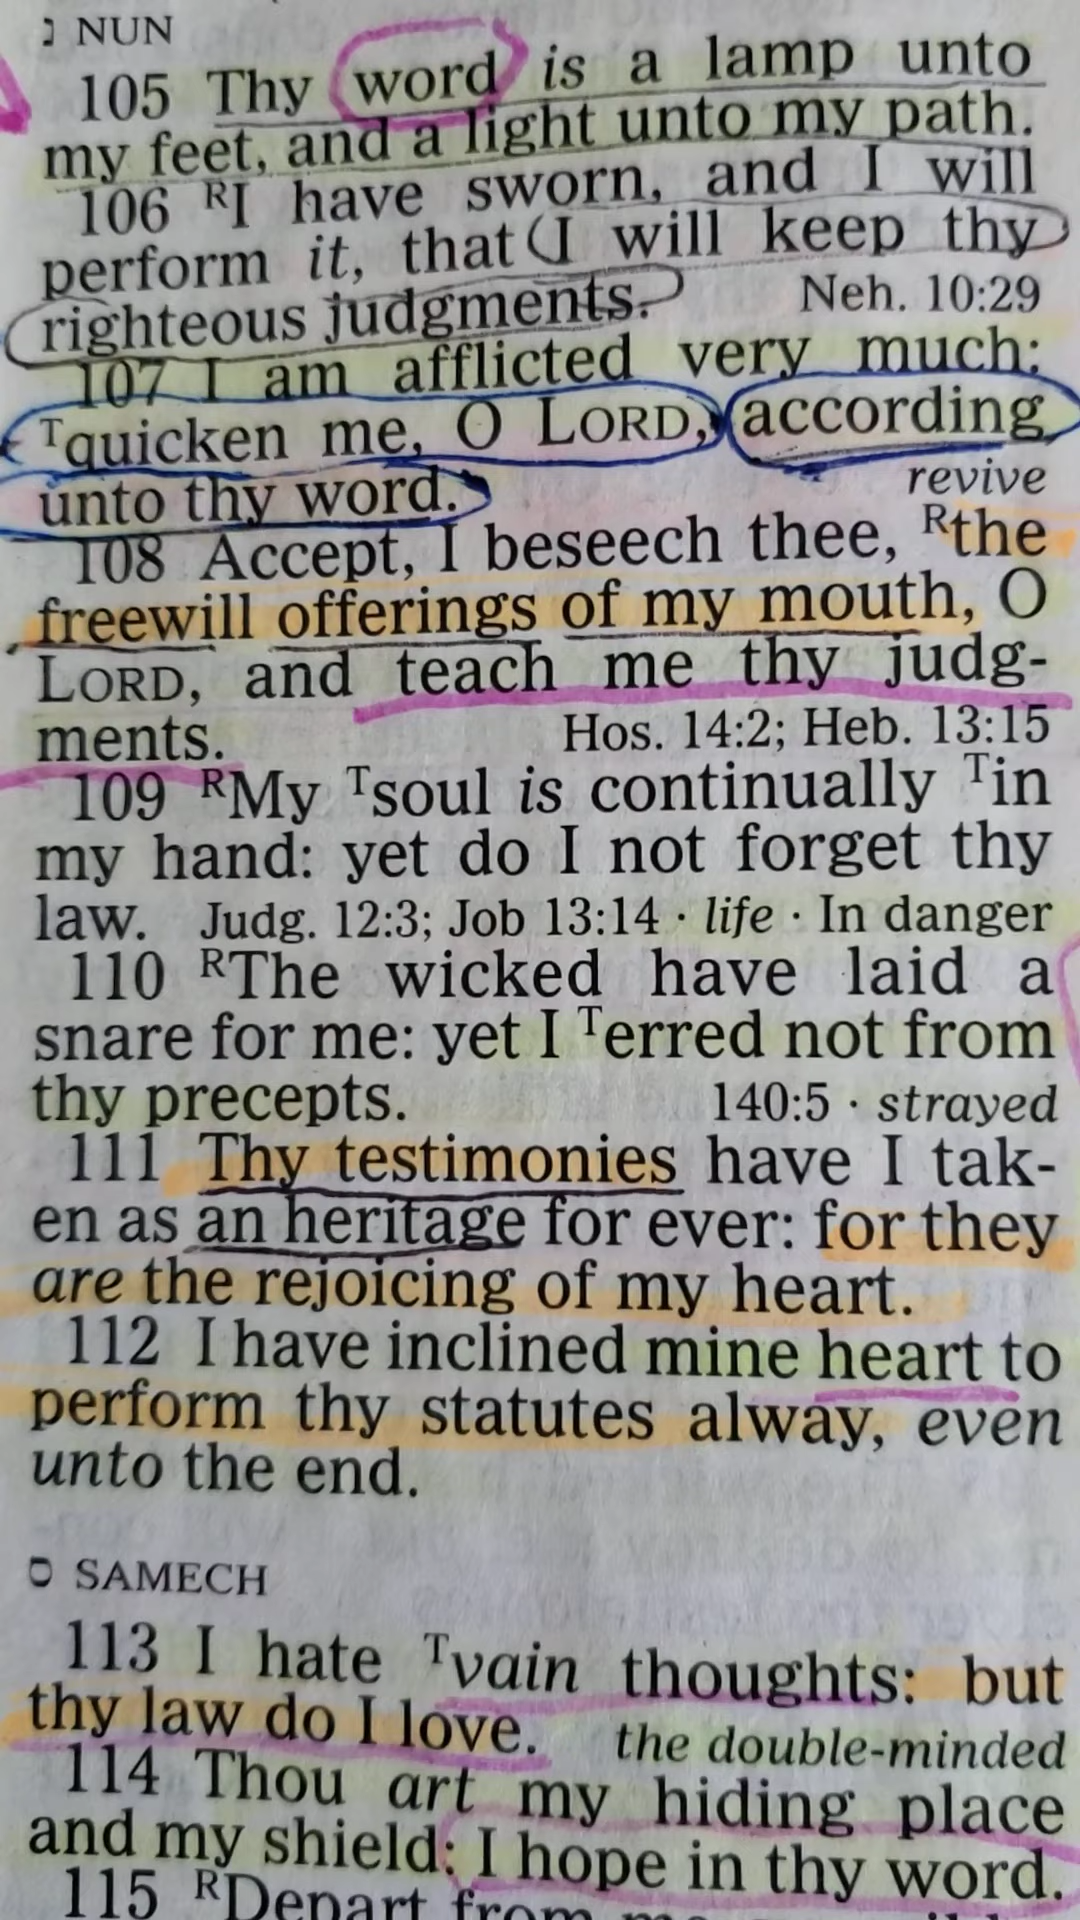 נ NUN
105 Thy word is a lamp unto
my feet, and a light unto my path.
106 ᴿI have sworn, and I will
perform it, that I will keep thy
righteous judgments. Neh. 10:29
107 I am afflicted very much:
ᵀquicken me, O LORD, according
unto thy word. revive
108 Accept, I beseech thee, ᴿthe
freewill offerings of my mouth, O
LORD, and teach me thy judg-
ments. Hos. 14:2; Heb. 13:15
109 ᴿMy ᵀsoul is continually ᵀin
my hand: yet do I not forget thy
law. Judg. 12:3; Job 13:14 · life · In danger
110 ᴿThe wicked have laid a
snare for me: yet I ᵀerred not from
thy precepts. 140:5 · strayed
111 Thy testimonies have I tak-
en as an heritage for ever: for they
are the rejoicing of my heart.
112 I have inclined mine heart to
perform thy statutes alway, even
unto the end.
ס SAMECH
113 I hate ᵀvain thoughts: but
thy law do I love. the double-minded
114 Thou art my hiding place
and my shield: I hope in thy word.
115 ᴿDepart from me